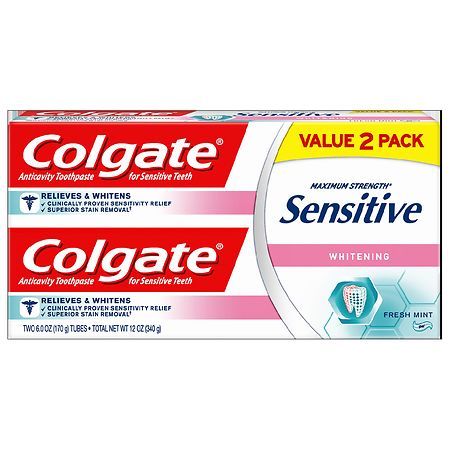 VALUE 2 PACK
Colgate®
Anticavity Toothpaste for Sensitive Teeth
RELIEVES & WHITENS
✓ CLINICALLY PROVEN SENSITIVITY RELIEF
✓ SUPERIOR STAIN REMOVAL†
MAXIMUM STRENGTH*
Sensitive
WHITENING
Colgate®
Anticavity Toothpaste for Sensitive Teeth
RELIEVES & WHITENS
✓ CLINICALLY PROVEN SENSITIVITY RELIEF
✓ SUPERIOR STAIN REMOVAL†
FRESH MINT
TWO 6.0 OZ (170 g) TUBES • TOTAL NET WT 12 OZ (340 g)
Sensitive